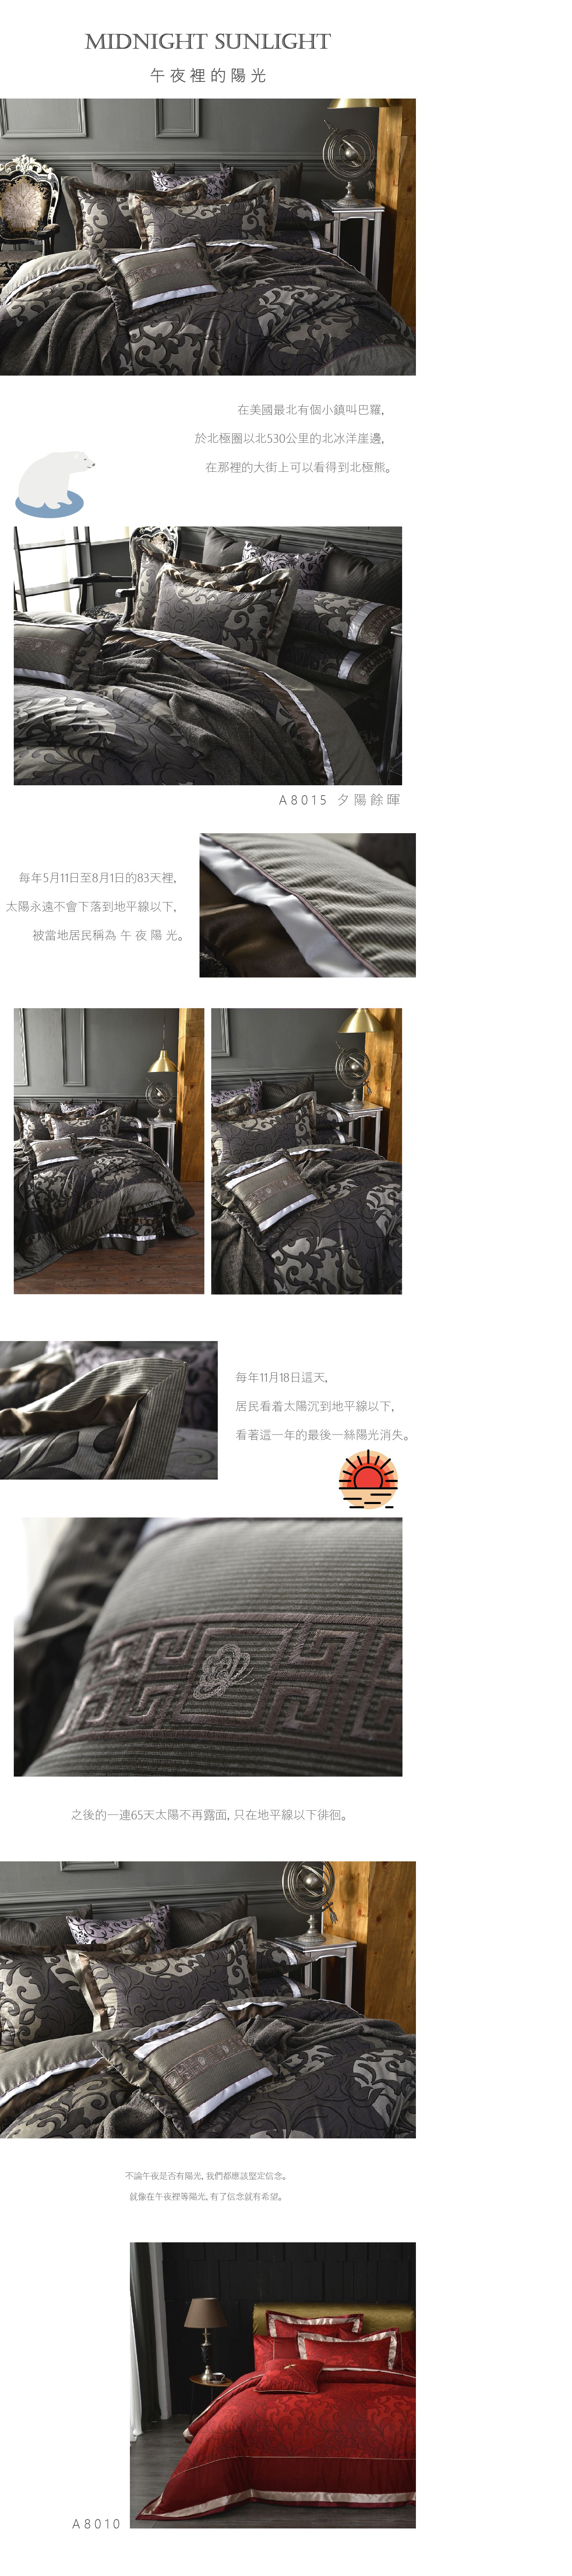 MIDNIGHT SUNLIGHT
午夜裡的陽光
在美國最北有個小鎮叫巴羅,
於北極圈以北530公里的北冰洋崖邊,
在那裡的大街上可以看得到北極熊。
A8015 夕陽餘暉
每年5月11日至8月1日的83天裡,
太陽永遠不會下落到地平線以下,
被當地居民稱為 午 夜 陽 光。
每年11月18日這天,
居民看着太陽沉到地平線以下,
看著這一年的最後一絲陽光消失。
之後的一連65天太陽不再露面, 只在地平線以下徘徊。
不論午夜是否有陽光, 我們都應該堅定信念。
就像在午夜裡等陽光, 有了信念就有希望。
A8010